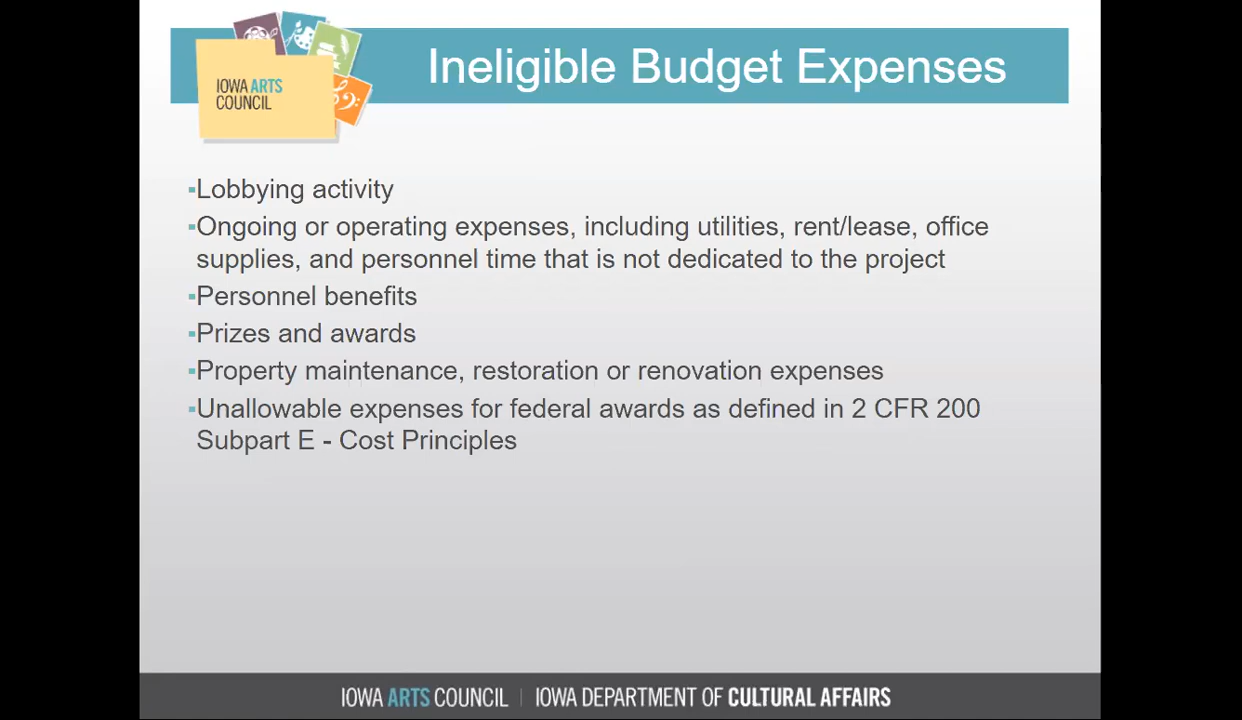 IOWA ARTS
COUNCIL
Ineligible Budget Expenses
▪Lobbying activity
▪Ongoing or operating expenses, including utilities, rent/lease, office
supplies, and personnel time that is not dedicated to the project
▪Personnel benefits
▪Prizes and awards
▪Property maintenance, restoration or renovation expenses
▪Unallowable expenses for federal awards as defined in 2 CFR 200
Subpart E - Cost Principles
IOWA ARTS COUNCIL | IOWA DEPARTMENT OF CULTURAL AFFAIRS